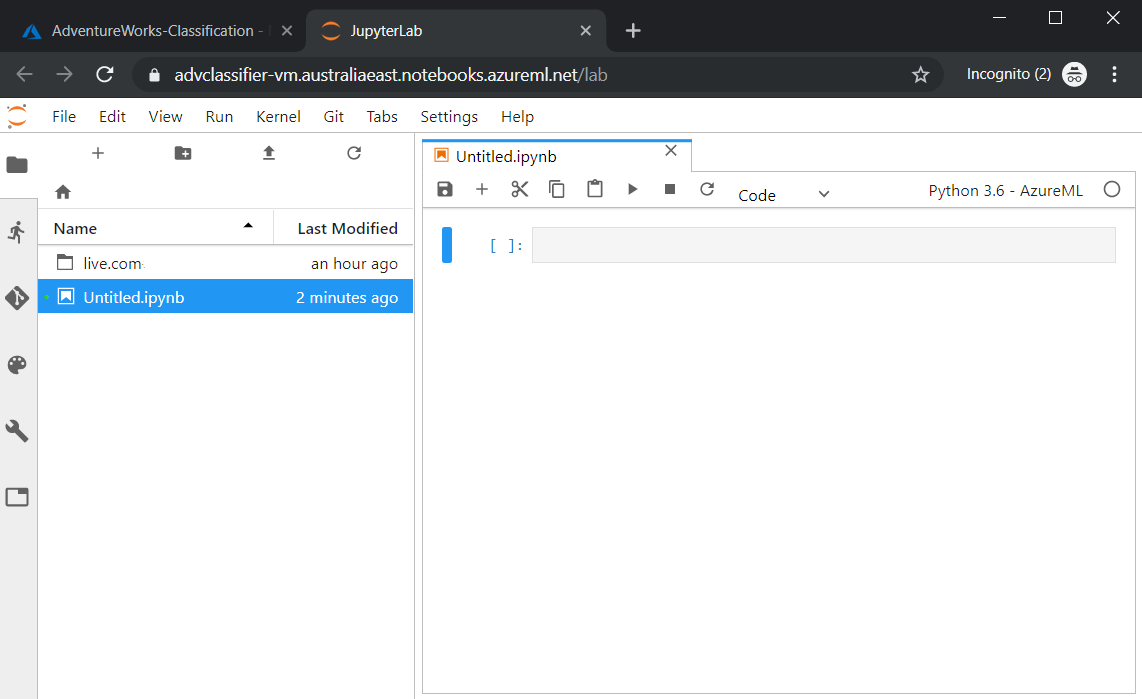 AdventureWorks-Classification -
JupyterLab
advclassifier-vm.australiaeast.notebooks.azureml.net/lab
Incognito (2)
File Edit View Run Kernel Git Tabs Settings Help
Name Last Modified
live.com an hour ago
Untitled.ipynb 2 minutes ago
Untitled.ipynb
Code Python 3.6 - AzureML
[ ]: